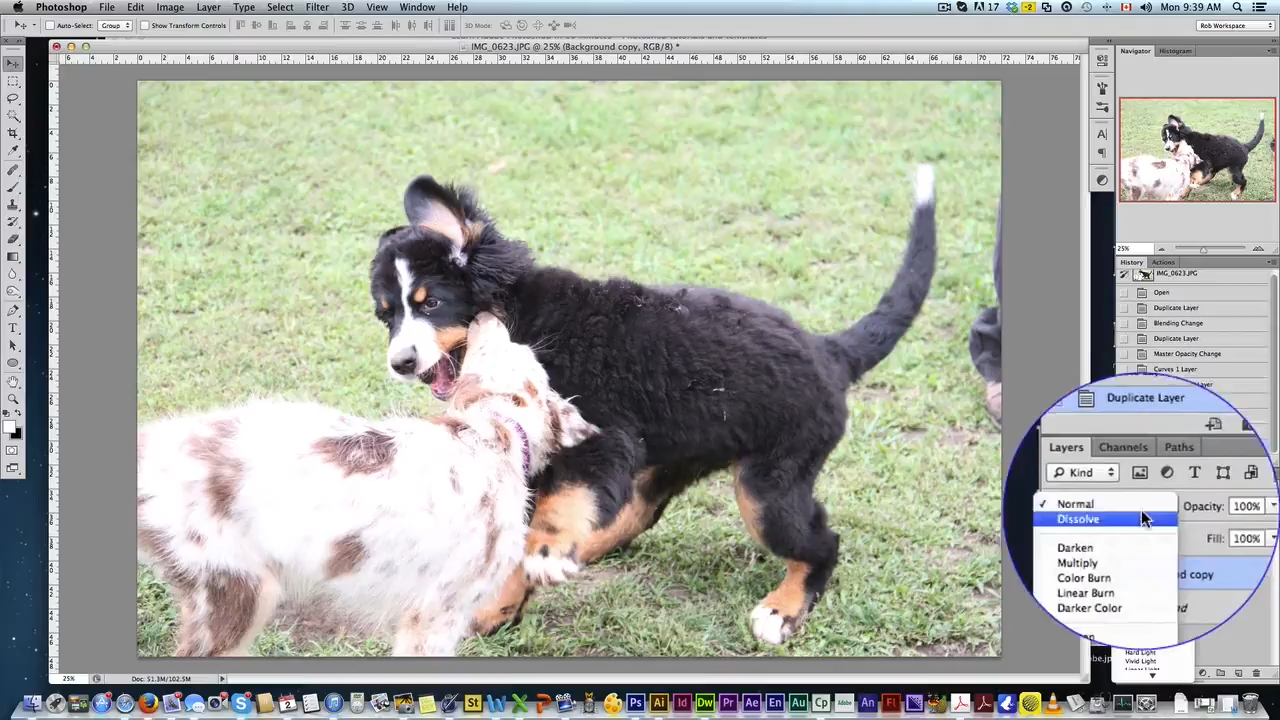 Photoshop File Edit Image Layer Type Select Filter 3D View Window Help
17
2
Mon 9:39 AM
Auto-Select: Group Show Transform Controls 3D Mode: Rob Workspace
IMG_0623.JPG @ 25% (Background copy, RGB/8) *
Navigator Histogram
25%
History Actions
IMG_0623.JPG
Open
Duplicate Layer
Blending Change
Duplicate Layer
Master Opacity Change
Curves 1 Layer
Duplicate Layer
Layers Channels Paths
Kind
Normal Opacity: 100%
Dissolve
Fill: 100%
Darken
Multiply
Color Burn
Linear Burn
Darker Color
Hard Light
Vivid Light
25% Doc: 51.3M/102.5M